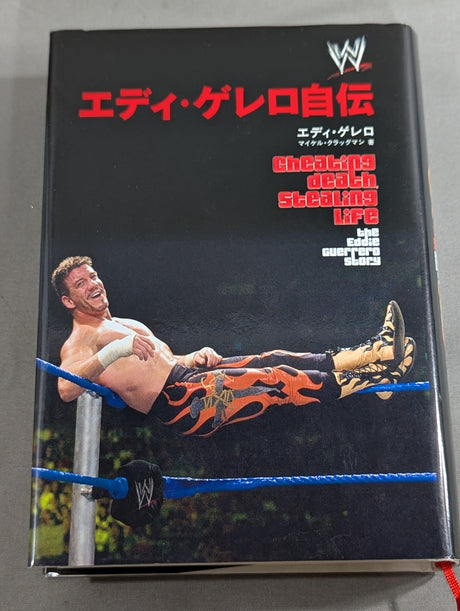 W
エディ・ゲレロ自伝
エディ・ゲレロ
マイケル・クラッグマン 著
Cheating
death
Stealing
Life
the
Eddie
Guerrero
Story
W